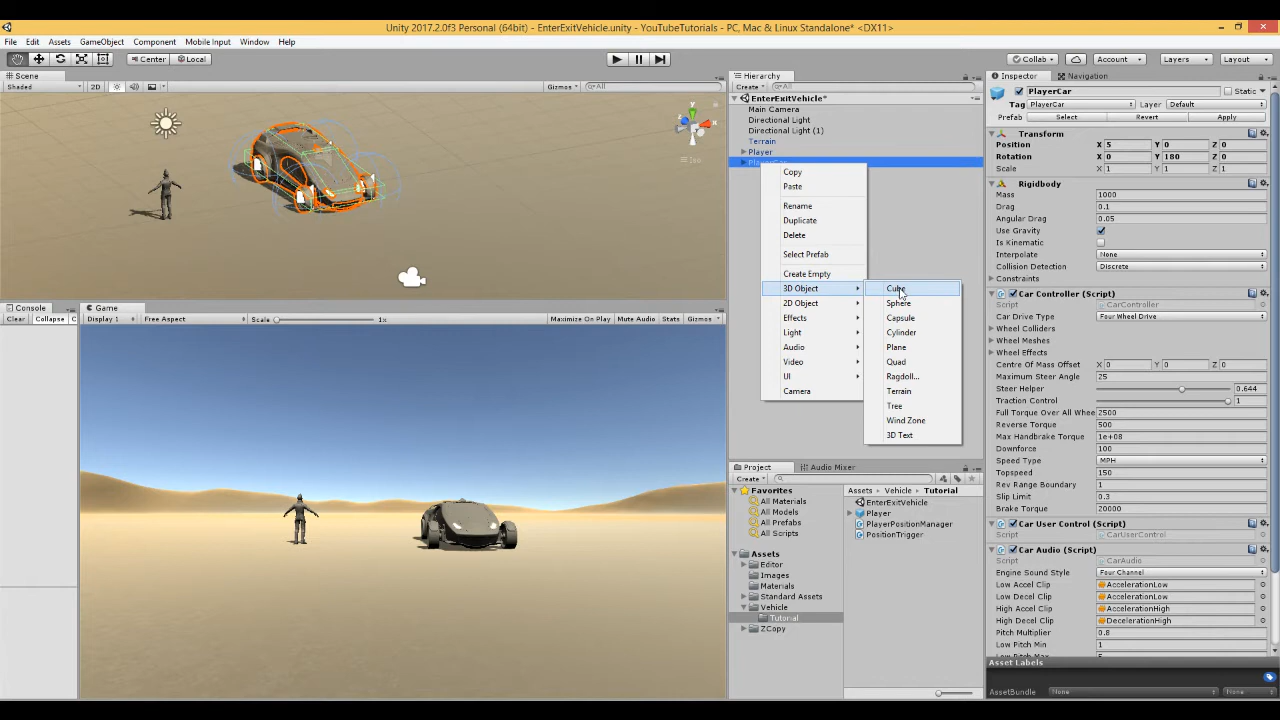 Unity 2017.2.0f3 Personal (64bit) - EnterExitVehicle.unity - YouTubeTutorials - PC, Mac & Linux Standalone* <DX11>
File Edit Assets GameObject Component Mobile Input Window Help
Center Local Collab Account Layers Layout
Scene
Shaded 2D Gizmos All
Iso
Console Game
Clear Collapse Display 1 Free Aspect Scale 1x Maximize On Play Mute Audio Stats Gizmos
Hierarchy
Create All
EnterExitVehicle*
Main Camera
Directional Light
Directional Light (1)
Terrain
Player
PlayerCar
Copy
Paste
Rename
Duplicate
Delete
Select Prefab
Create Empty
3D Object
2D Object
Effects
Light
Audio
Video
UI
Camera
Cube
Sphere
Capsule
Cylinder
Plane
Quad
Ragdoll...
Terrain
Tree
Wind Zone
3D Text
Project Audio Mixer
Create
Favorites
All Materials
All Models
All Prefabs
All Scripts
Assets
Editor
Images
Materials
Standard Assets
Vehicle
Tutorial
ZCopy
Assets Vehicle Tutorial
EnterExitVehicle
Player
PlayerPositionManager
PositionTrigger
Inspector Navigation
PlayerCar Static
Tag PlayerCar Layer Default
Prefab Select Revert Apply
Transform
Position X 5 Y 0 Z 0
Rotation X 0 Y 180 Z 0
Scale X 1 Y 1 Z 1
Rigidbody
Mass 1000
Drag 0.1
Angular Drag 0.05
Use Gravity
Is Kinematic
Interpolate None
Collision Detection Discrete
Constraints
Car Controller (Script)
Script CarController
Car Drive Type Four Wheel Drive
Wheel Colliders
Wheel Meshes
Wheel Effects
Centre Of Mass Offset X 0 Y 0 Z 0
Maximum Steer Angle 25
Steer Helper 0.644
Traction Control 1
Full Torque Over All Whee 2500
Reverse Torque 500
Max Handbrake Torque 1e+08
Downforce 100
Speed Type MPH
Topspeed 150
Rev Range Boundary 1
Slip Limit 0.3
Brake Torque 20000
Car User Control (Script)
Script CarUserControl
Car Audio (Script)
Script CarAudio
Engine Sound Style Four Channel
Low Accel Clip AccelerationLow
Low Decel Clip AccelerationLow
High Accel Clip AccelerationHigh
High Decel Clip DecelerationHigh
Pitch Multiplier 0.8
Low Pitch Min 1
Low Pitch Max
Asset Labels
AssetBundle None None